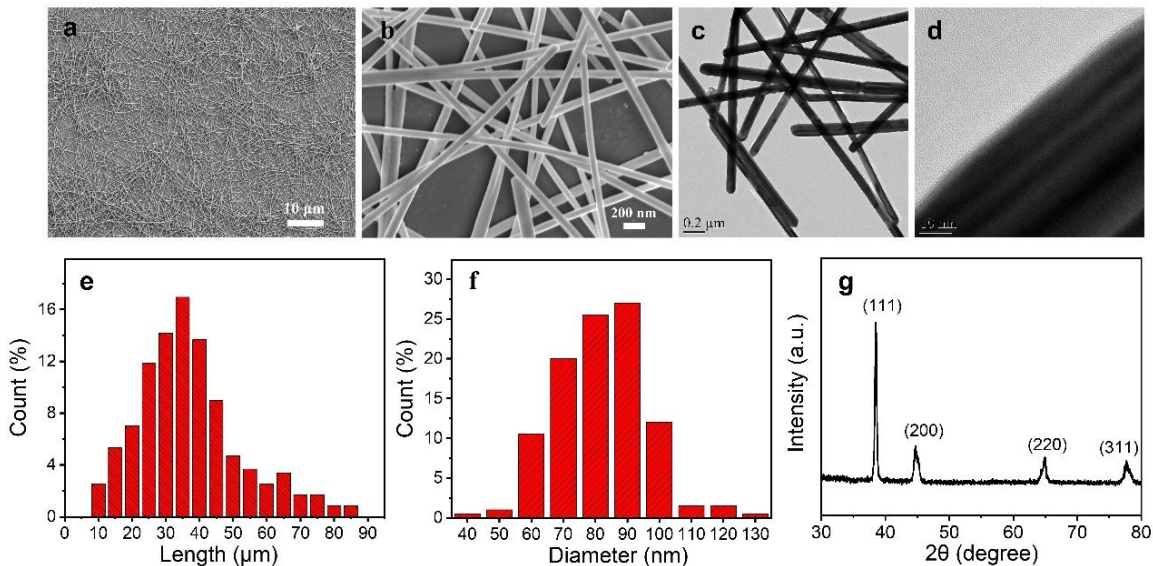 a
10 µm
b
200 nm
c
0.2 µm
d
10 nm
e
Count (%)
16
12
8
4
0
0 10 20 30 40 50 60 70 80 90
Length (µm)
f
Count (%)
30
25
20
15
10
5
0
40 50 60 70 80 90 100 110 120 130
Diameter (nm)
g
Intensity (a.u.)
(111)
(200)
(220)
(311)
30 40 50 60 70 80
2θ (degree)